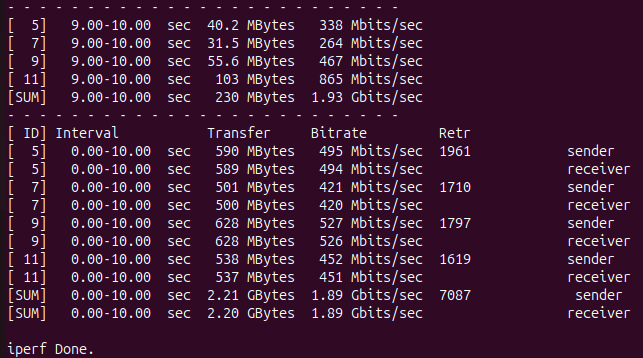 - - - - - - - - - - - - - - - - - - - - - - - - -
[  5]   9.00-10.00  sec  40.2 MBytes   338 Mbits/sec
[  7]   9.00-10.00  sec  31.5 MBytes   264 Mbits/sec
[  9]   9.00-10.00  sec  55.6 MBytes   467 Mbits/sec
[ 11]   9.00-10.00  sec   103 MBytes   865 Mbits/sec
[SUM]   9.00-10.00  sec   230 MBytes  1.93 Gbits/sec
- - - - - - - - - - - - - - - - - - - - - - - - -
[ ID] Interval           Transfer     Bitrate         Retr
[  5]   0.00-10.00  sec   590 MBytes   495 Mbits/sec  1961             sender
[  5]   0.00-10.00  sec   589 MBytes   494 Mbits/sec                  receiver
[  7]   0.00-10.00  sec   501 MBytes   421 Mbits/sec  1710             sender
[  7]   0.00-10.00  sec   500 MBytes   420 Mbits/sec                  receiver
[  9]   0.00-10.00  sec   628 MBytes   527 Mbits/sec  1797             sender
[  9]   0.00-10.00  sec   628 MBytes   526 Mbits/sec                  receiver
[ 11]   0.00-10.00  sec   538 MBytes   452 Mbits/sec  1619             sender
[ 11]   0.00-10.00  sec   537 MBytes   451 Mbits/sec                  receiver
[SUM]   0.00-10.00  sec  2.21 GBytes  1.89 Gbits/sec  7087             sender
[SUM]   0.00-10.00  sec  2.20 GBytes  1.89 Gbits/sec                  receiver

iperf Done.